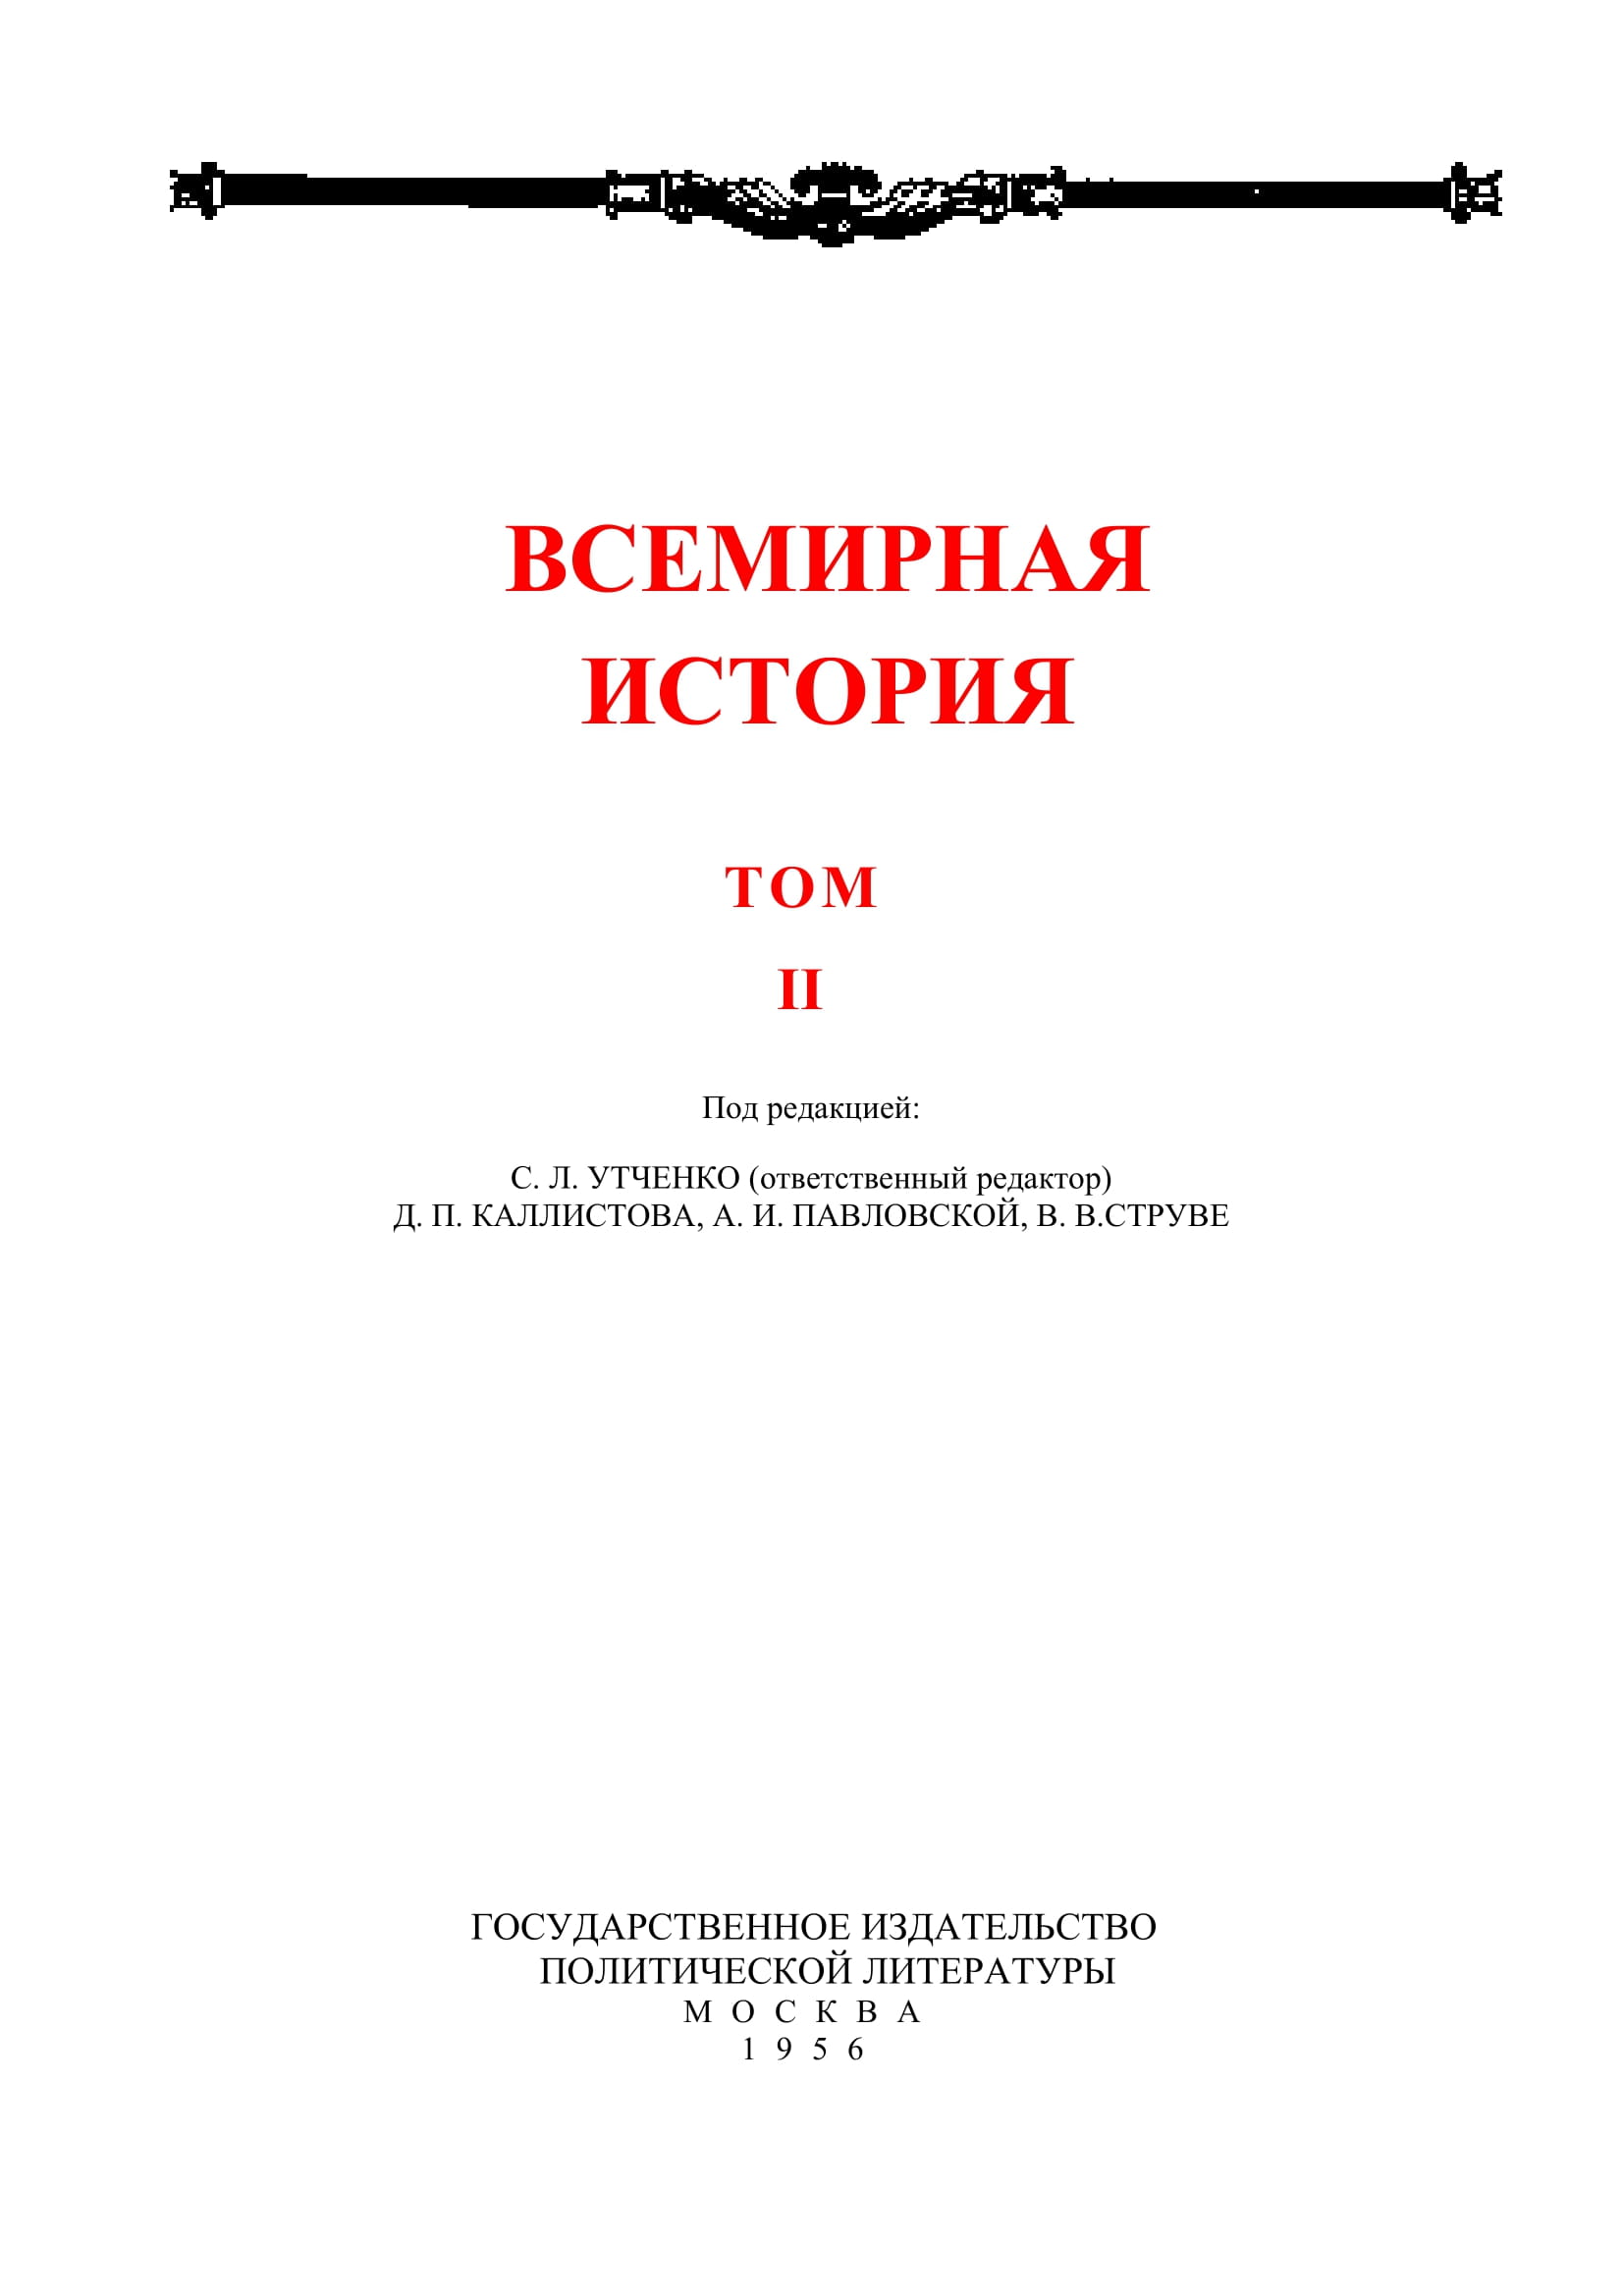 ВСЕМИРНАЯ
ИСТОРИЯ
ТОМ
II
Под редакцией:
С. Л. УТЧЕНКО (ответственный редактор)
Д. П. КАЛЛИСТОВА, А. И. ПАВЛОВСКОЙ, В. В.СТРУВЕ
ГОСУДАРСТВЕННОЕ ИЗДАТЕЛЬСТВО
ПОЛИТИЧЕСКОЙ ЛИТЕРАТУРЫ
М О С К В А
1 9 5 6